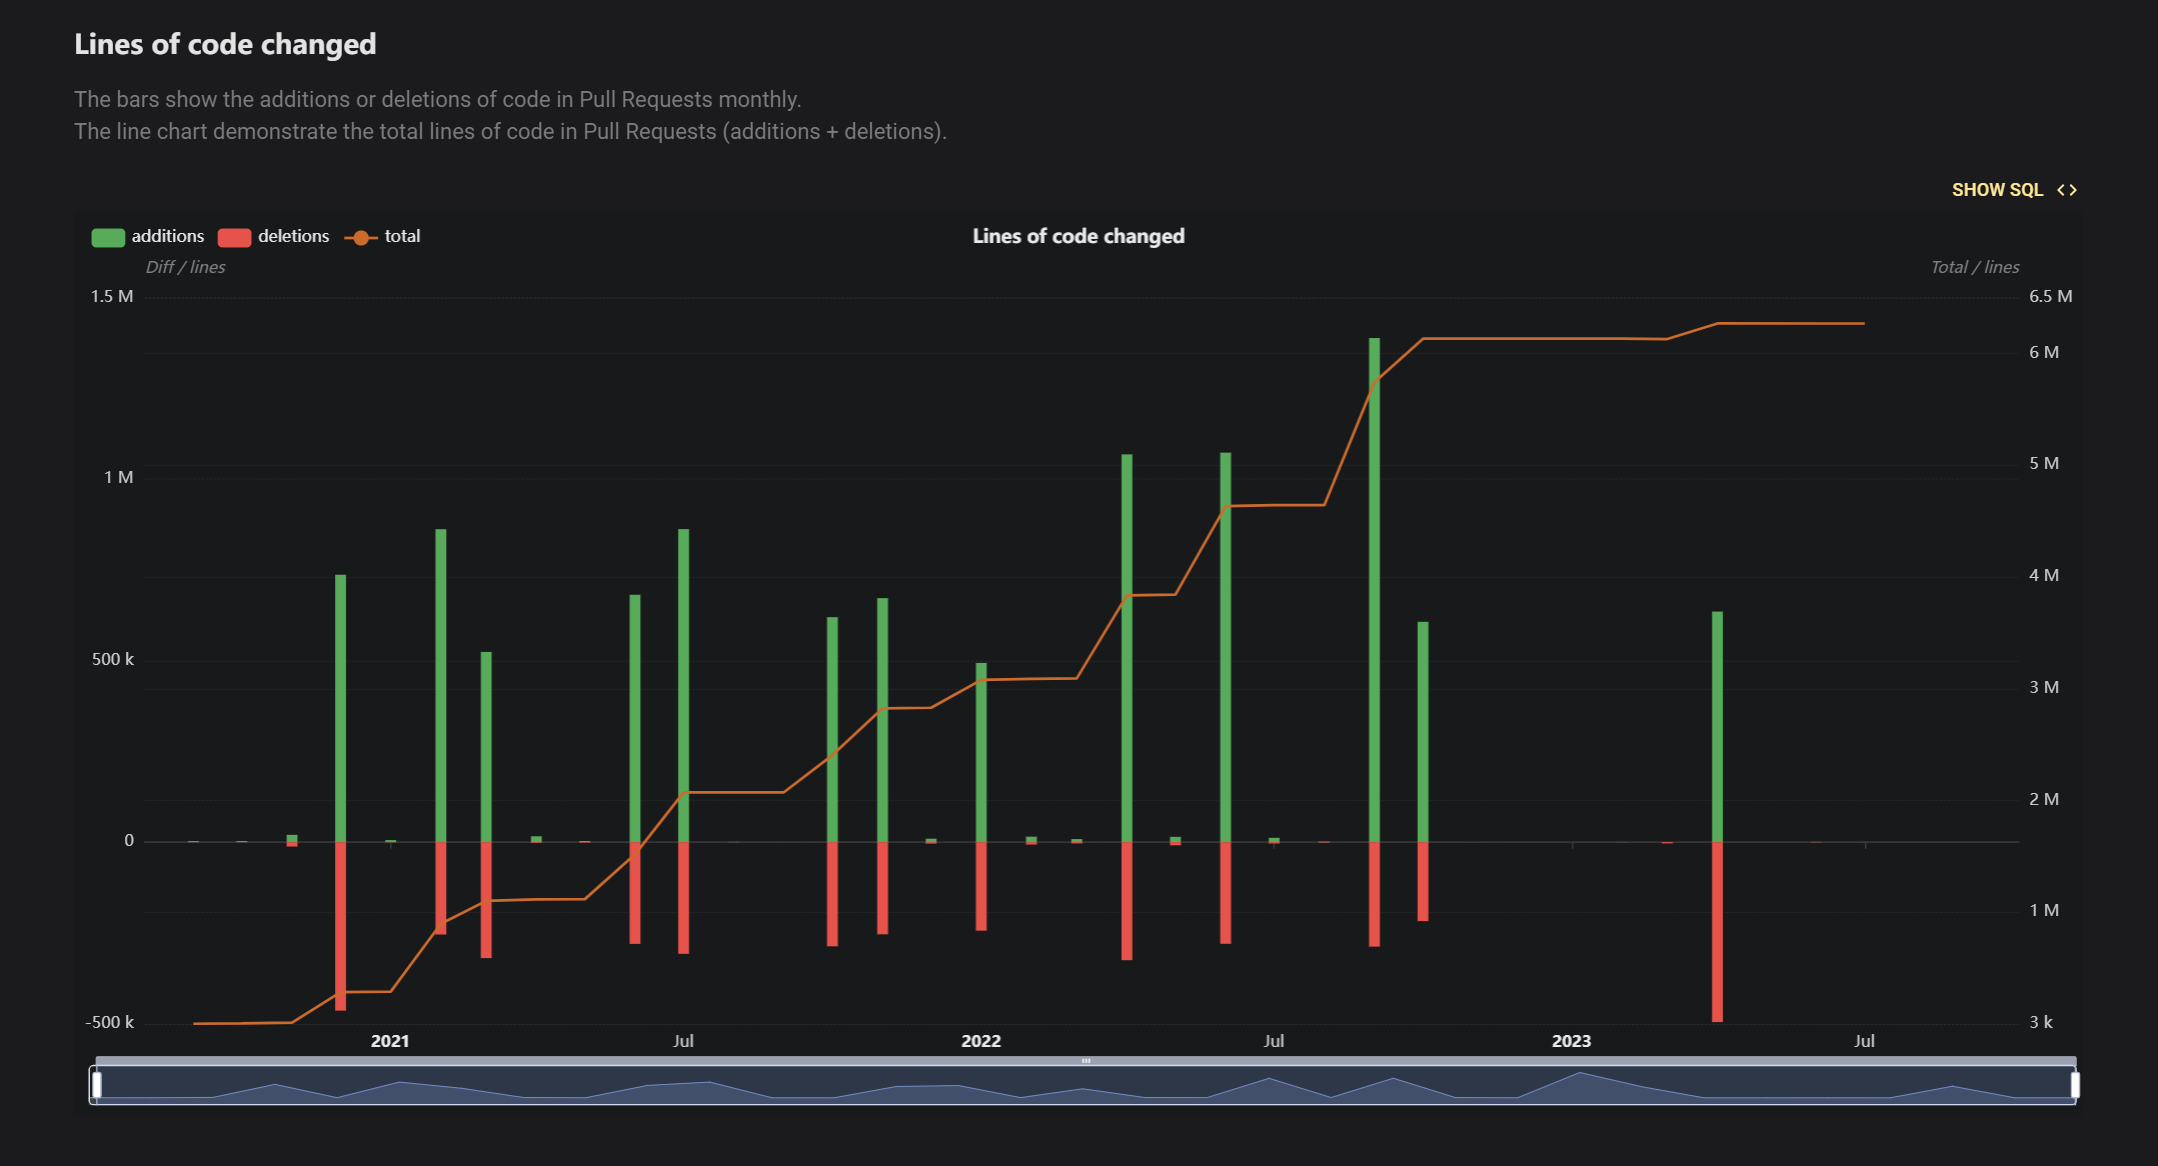 Lines of code changed
The bars show the additions or deletions of code in Pull Requests monthly.
The line chart demonstrate the total lines of code in Pull Requests (additions + deletions).
SHOW SQL <>
additions deletions total
Lines of code changed
Diff / lines
Total / lines
1.5 M
6.5 M
6 M
1 M
5 M
4 M
500 k
3 M
2 M
0
1 M
-500 k
3 k
2021 Jul 2022 Jul 2023 Jul